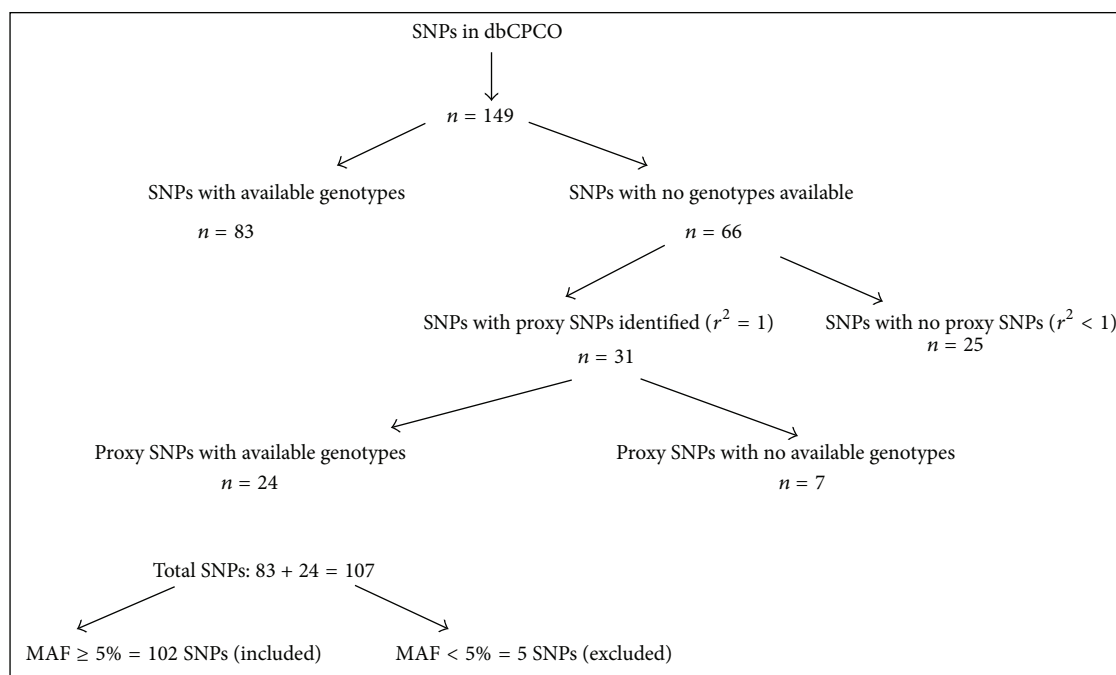 SNPs in dbCPCO
n = 149
SNPs with available genotypes
n = 83
SNPs with no genotypes available
n = 66
SNPs with proxy SNPs identified (r² = 1)
n = 31
SNPs with no proxy SNPs (r² < 1)
n = 25
Proxy SNPs with available genotypes
n = 24
Proxy SNPs with no available genotypes
n = 7
Total SNPs: 83 + 24 = 107
MAF ≥ 5% = 102 SNPs (included)
MAF < 5% = 5 SNPs (excluded)